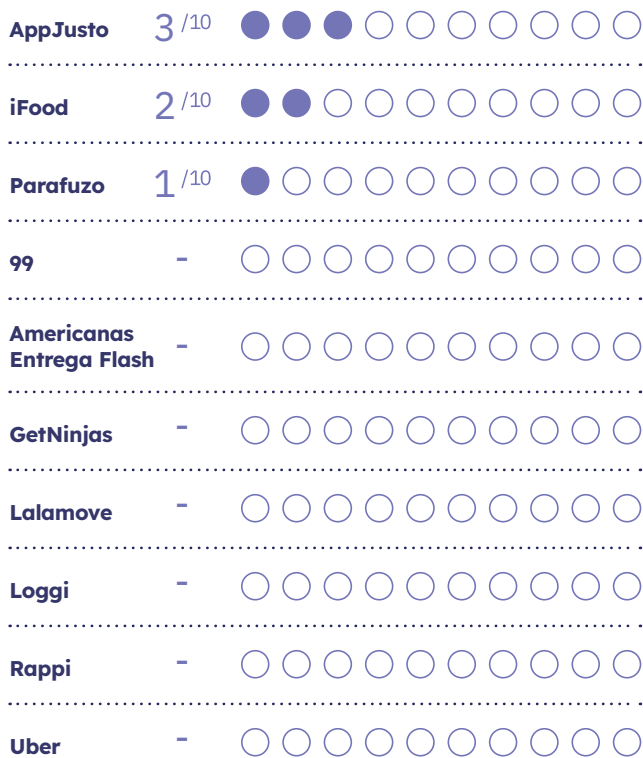 AppJusto 3 /10
iFood 2 /10
Parafuzo 1 /10
99 -
Americanas
Entrega Flash -
GetNinjas -
Lalamove -
Loggi -
Rappi -
Uber -